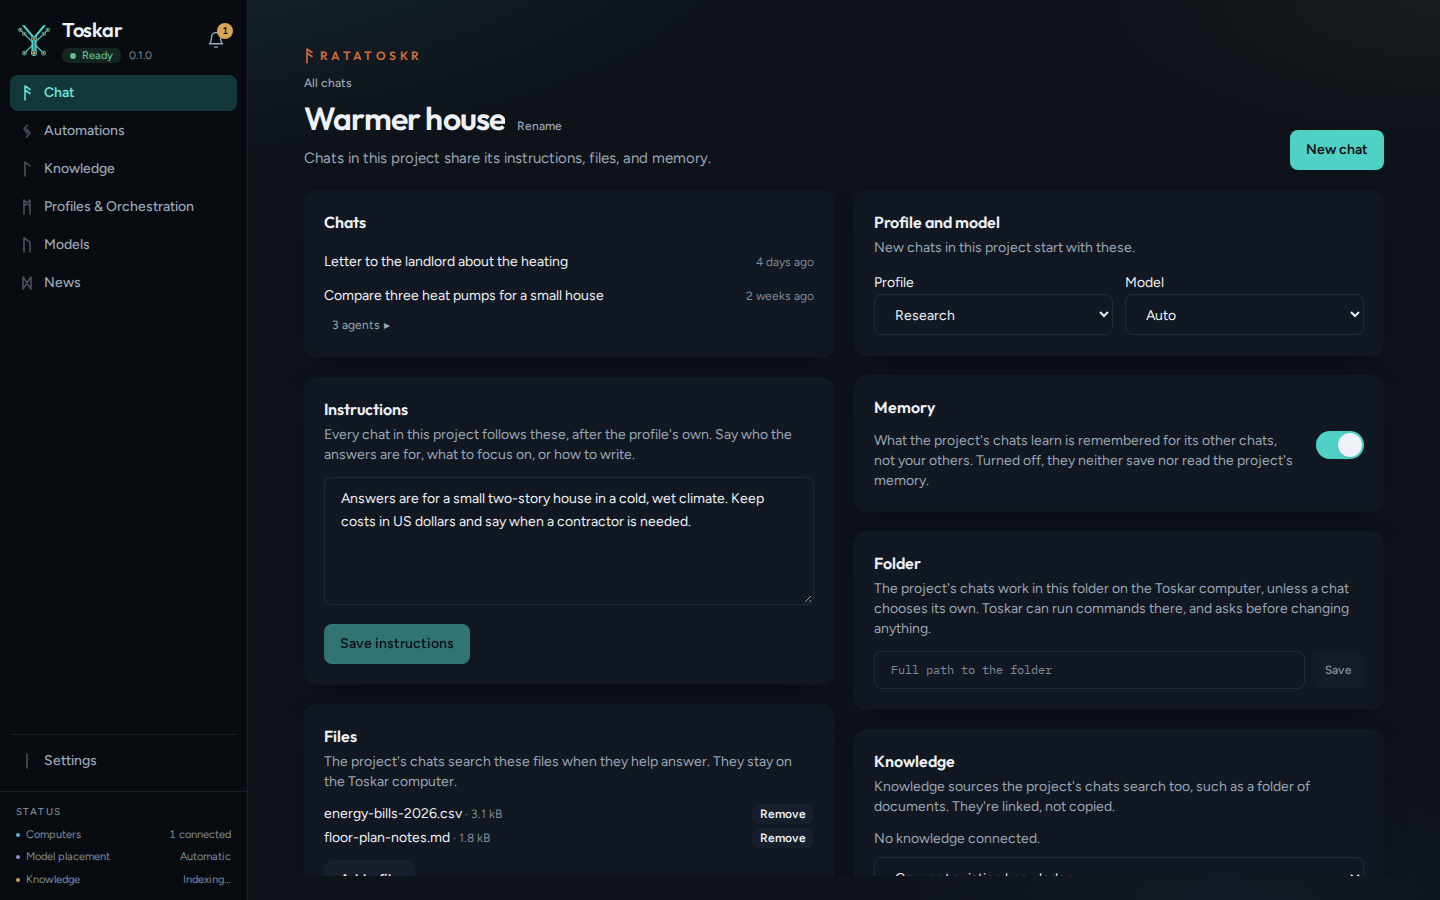 Toskar
Ready 0.1.0
1
Chat
Automations
Knowledge
Profiles & Orchestration
Models
News
Settings
STATUS
Computers 1 connected
Model placement Automatic
Knowledge Indexing...
RATATOSKR
All chats
Warmer house Rename
Chats in this project share its instructions, files, and memory.
New chat
Chats
Letter to the landlord about the heating 4 days ago
Compare three heat pumps for a small house 2 weeks ago
3 agents ▸
Instructions
Every chat in this project follows these, after the profile's own. Say who the
answers are for, what to focus on, or how to write.
Answers are for a small two-story house in a cold, wet climate. Keep
costs in US dollars and say when a contractor is needed.
Save instructions
Files
The project's chats search these files when they help answer. They stay on
the Toskar computer.
energy-bills-2026.csv · 3.1 kB Remove
floor-plan-notes.md · 1.8 kB Remove
Profile and model
New chats in this project start with these.
Profile Model
Research Auto
Memory
What the project's chats learn is remembered for its other chats,
not your others. Turned off, they neither save nor read the project's
memory.
Folder
The project's chats work in this folder on the Toskar computer, unless a chat
chooses its own. Toskar can run commands there, and asks before changing
anything.
Full path to the folder Save
Knowledge
Knowledge sources the project's chats search too, such as a folder of
documents. They're linked, not copied.
No knowledge connected.